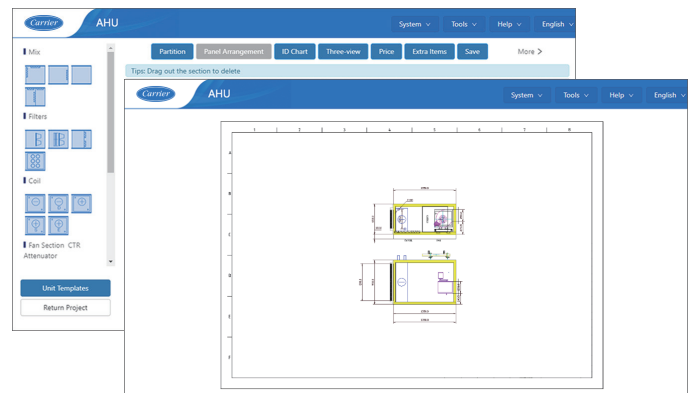 Carrier AHU System Tools Help English
Mix
Partition Panel Arrangement ID Chart Three-view Price Extra Items Save More >
Tips: Drag out the section to delete
Filters
Coil
Fan Section CTR
Attenuator
Unit Templates
Return Project
Carrier AHU System Tools Help English
1 2 3 4 5 6 7 8
A
B
C
D
E
F